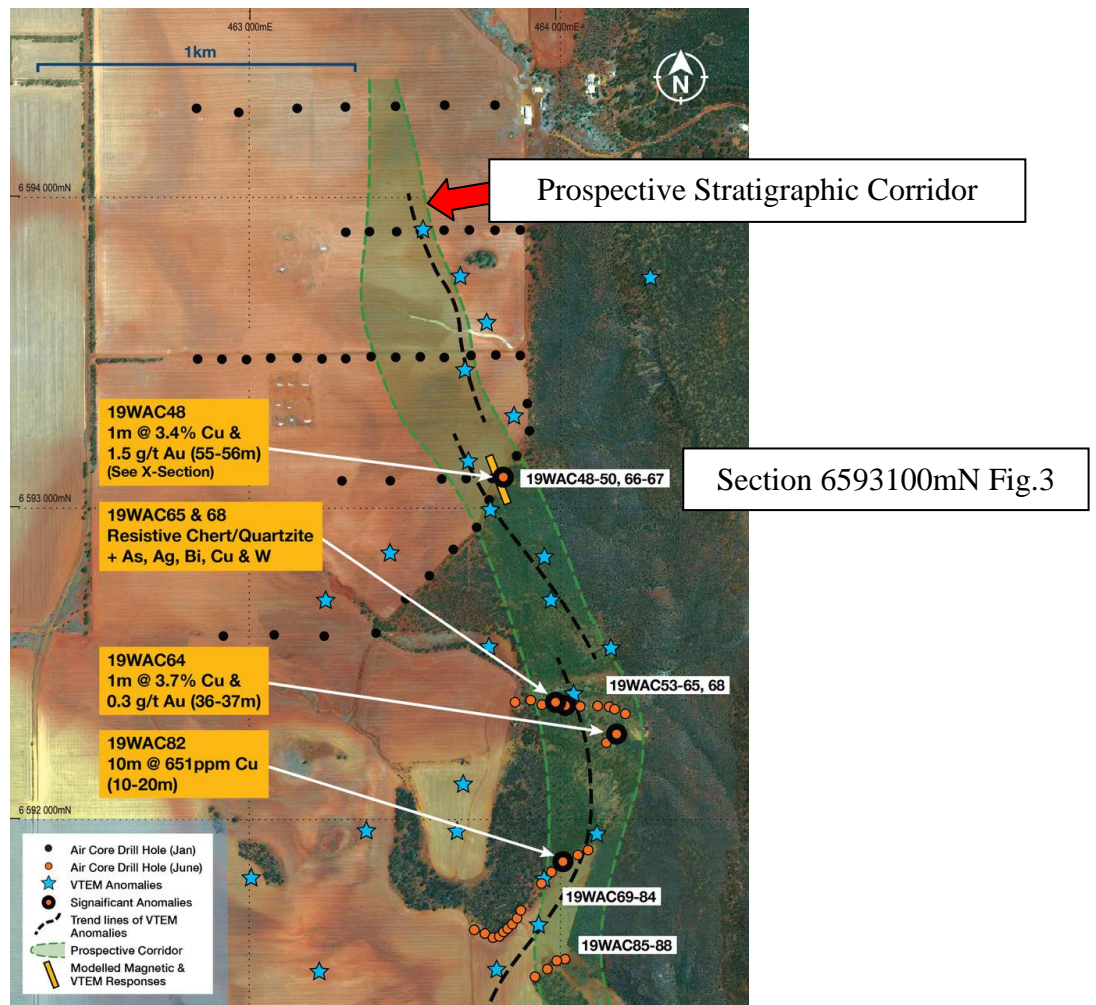 463 000mE
464 000mE
1km
N
6 594 000mN
Prospective Stratigraphic Corridor
19WAC48
1m @ 3.4% Cu &
1.5 g/t Au (55-56m)
(See X-Section)
6 593 000mN
19WAC48-50, 66-67
Section 6593100mN Fig.3
19WAC65 & 68
Resistive Chert/Quartzite
+ As, Ag, Bi, Cu & W
19WAC64
1m @ 3.7% Cu &
0.3 g/t Au (36-37m)
19WAC53-65, 68
19WAC82
10m @ 651ppm Cu
(10-20m)
6 592 000mN
Air Core Drill Hole (Jan)
Air Core Drill Hole (June)
VTEM Anomalies
Signaificant Anomalies
Trend lines of VTEM
Anomalies
Prospective Corridor
Modelled Magnetic &
VTEM Responses
19WAC69-84
19WAC85-88